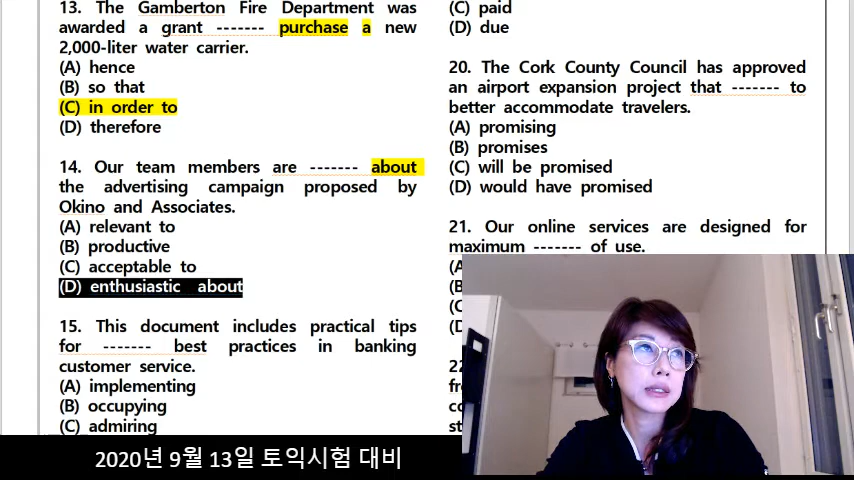 13. The Gamberton Fire Department was
awarded a grant ------- purchase a new
2,000-liter water carrier.
(A) hence
(B) so that
(C) in order to
(D) therefore
14. Our team members are ------- about
the advertising campaign proposed by
Okino and Associates.
(A) relevant to
(B) productive
(C) acceptable to
(D) enthusiastic about
15. This document includes practical tips
for ------- best practices in banking
customer service.
(A) implementing
(B) occupying
(C) admiring
(C) paid
(D) due
20. The Cork County Council has approved
an airport expansion project that ------- to
better accommodate travelers.
(A) promising
(B) promises
(C) will be promised
(D) would have promised
21. Our online services are designed for
maximum ------- of use.
(A
(B
(C
(D
22
fr
co
st
2020년 9월 13일 토익시험 대비